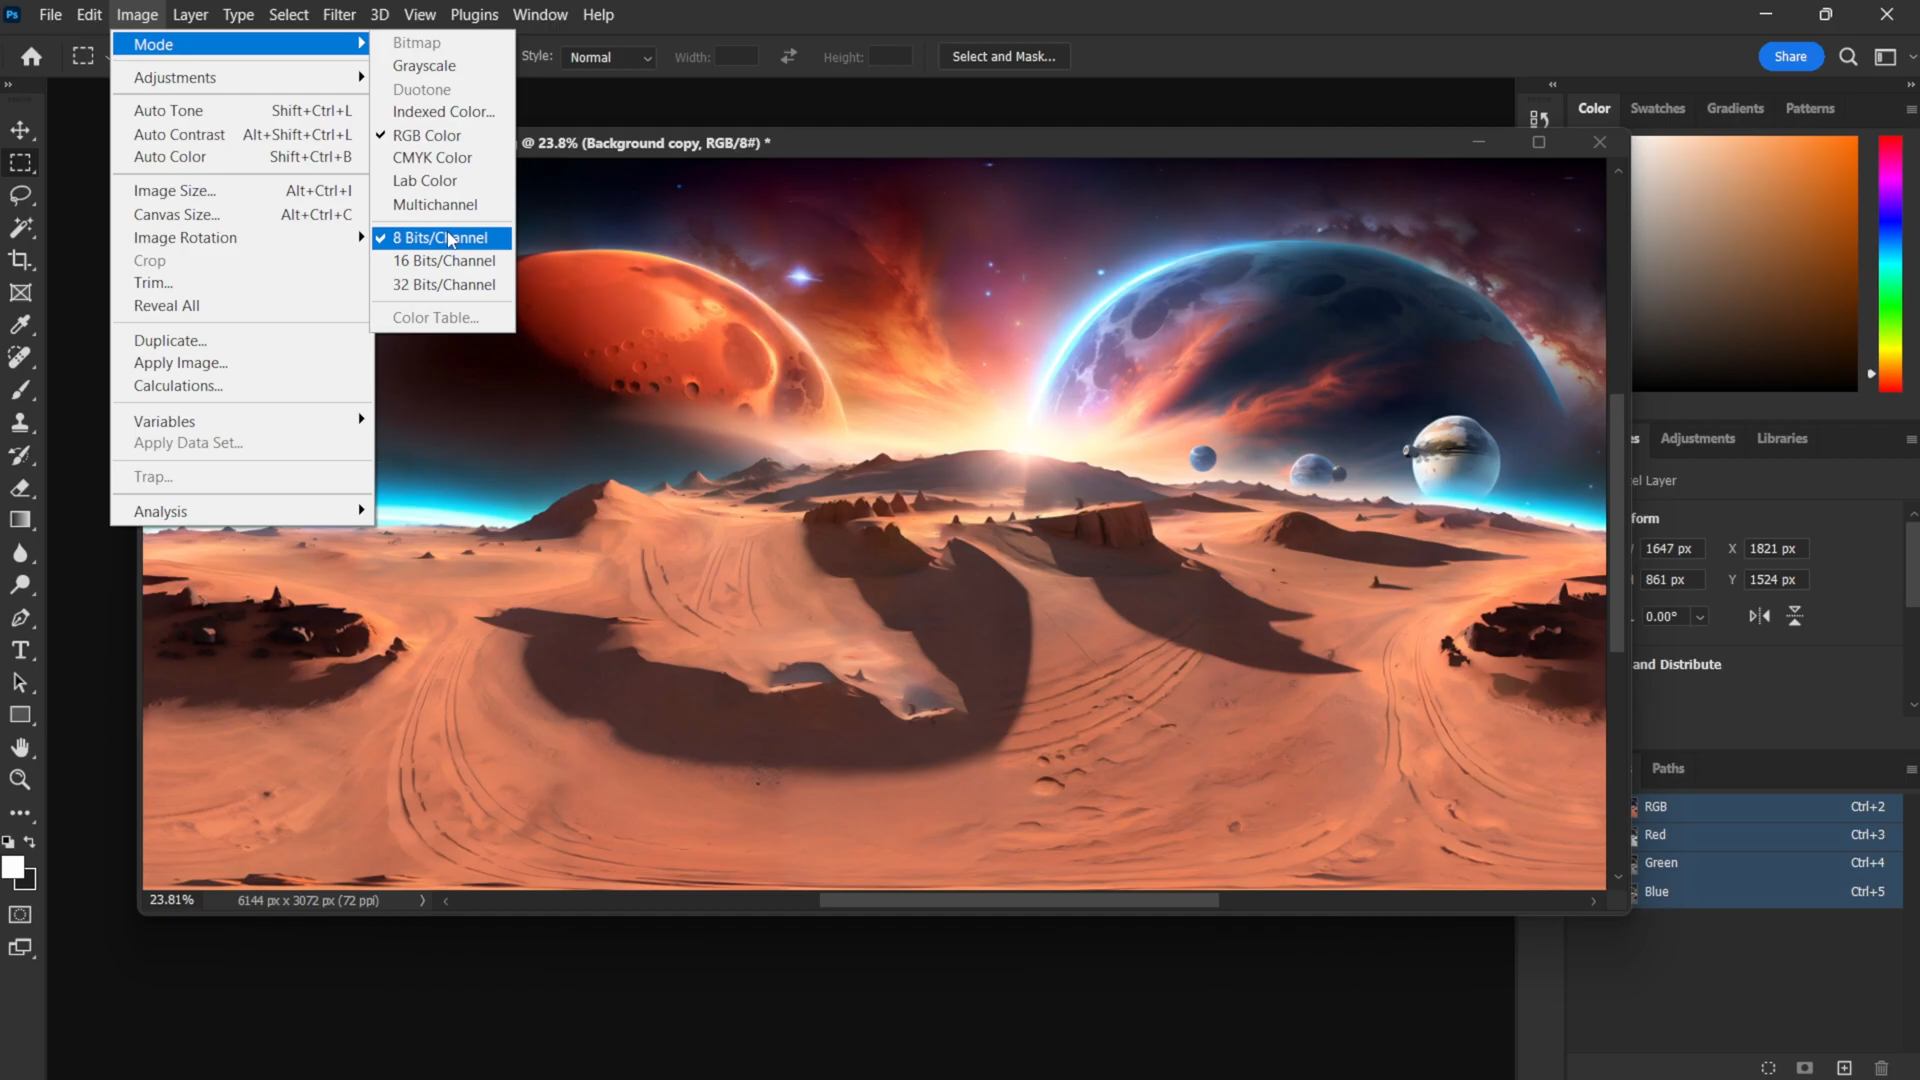 Ps File Edit Image Layer Type Select Filter 3D View Plugins Window Help
Style: Normal Width: Height: Select and Mask... Share
Mode
Adjustments
Auto Tone Shift+Ctrl+L
Auto Contrast Alt+Shift+Ctrl+L
Auto Color Shift+Ctrl+B
Image Size... Alt+Ctrl+I
Canvas Size... Alt+Ctrl+C
Image Rotation
Crop
Trim...
Reveal All
Duplicate...
Apply Image...
Calculations...
Variables
Apply Data Set...
Trap...
Analysis
Bitmap
Grayscale
Duotone
Indexed Color...
RGB Color
CMYK Color
Lab Color
Multichannel
8 Bits/Channel
16 Bits/Channel
32 Bits/Channel
Color Table...
@ 23.8% (Background copy, RGB/8#) *
Color Swatches Gradients Patterns
es Adjustments Libraries
el Layer
form
1647 px X 1821 px
861 px Y 1524 px
0.00°
and Distribute
Paths
RGB Ctrl+2
Red Ctrl+3
Green Ctrl+4
Blue Ctrl+5
23.81% 6144 px x 3072 px (72 ppi)